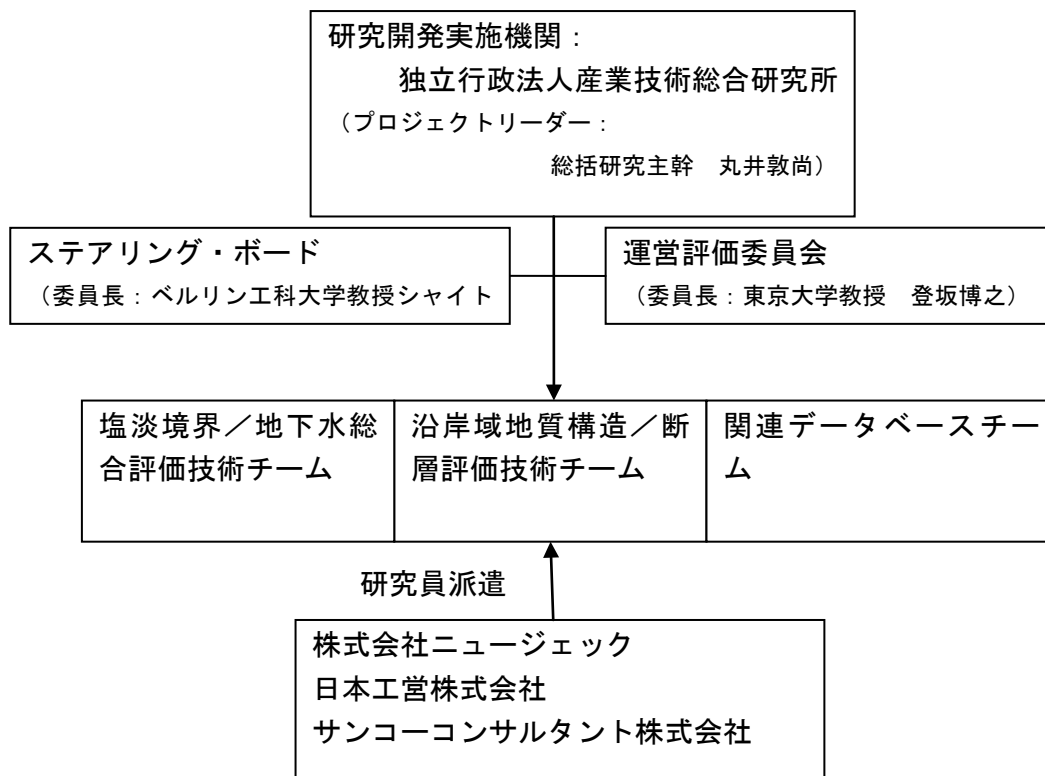 研究開発実施機関：
独立行政法人産業技術総合研究所
（プロジェクトリーダー：
総括研究主幹　丸井敦尚）
ステアリング・ボード
（委員長：ベルリン工科大学教授シャイト
運営評価委員会
（委員長：東京大学教授　登坂博之）
塩淡境界／地下水総
合評価技術チーム
沿岸域地質構造／断
層評価技術チーム
関連データベースチー
ム
研究員派遣
株式会社ニュージェック
日本工営株式会社
サンコーコンサルタント株式会社